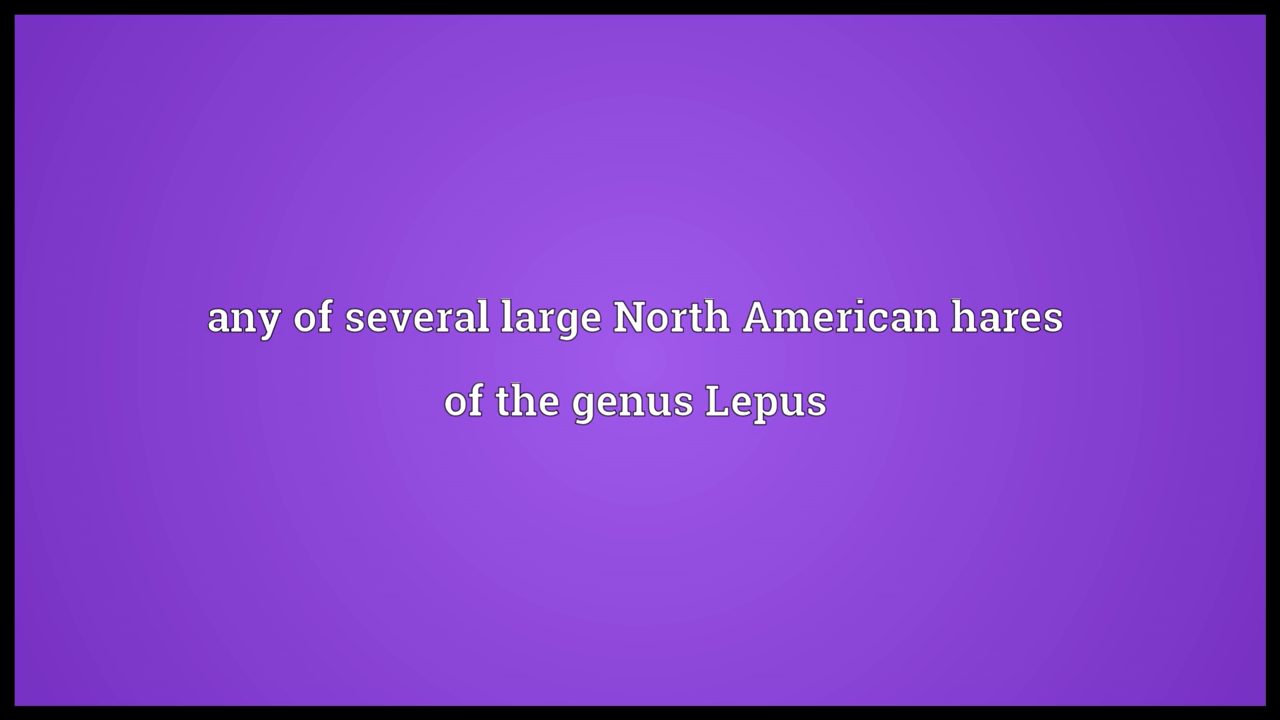 any of several large North American hares
of the genus Lepus